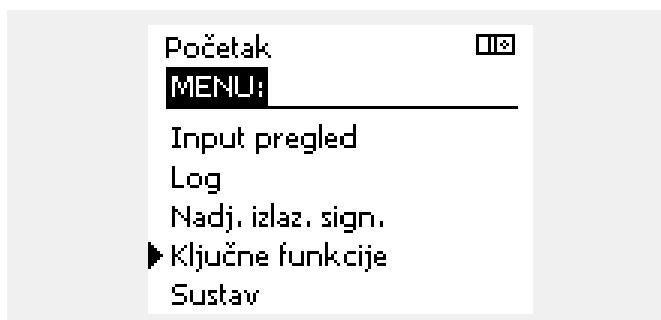 Početak
MENU:
Input pregled
Log
Nadj. izlaz. sign.
Ključne funkcije
Sustav